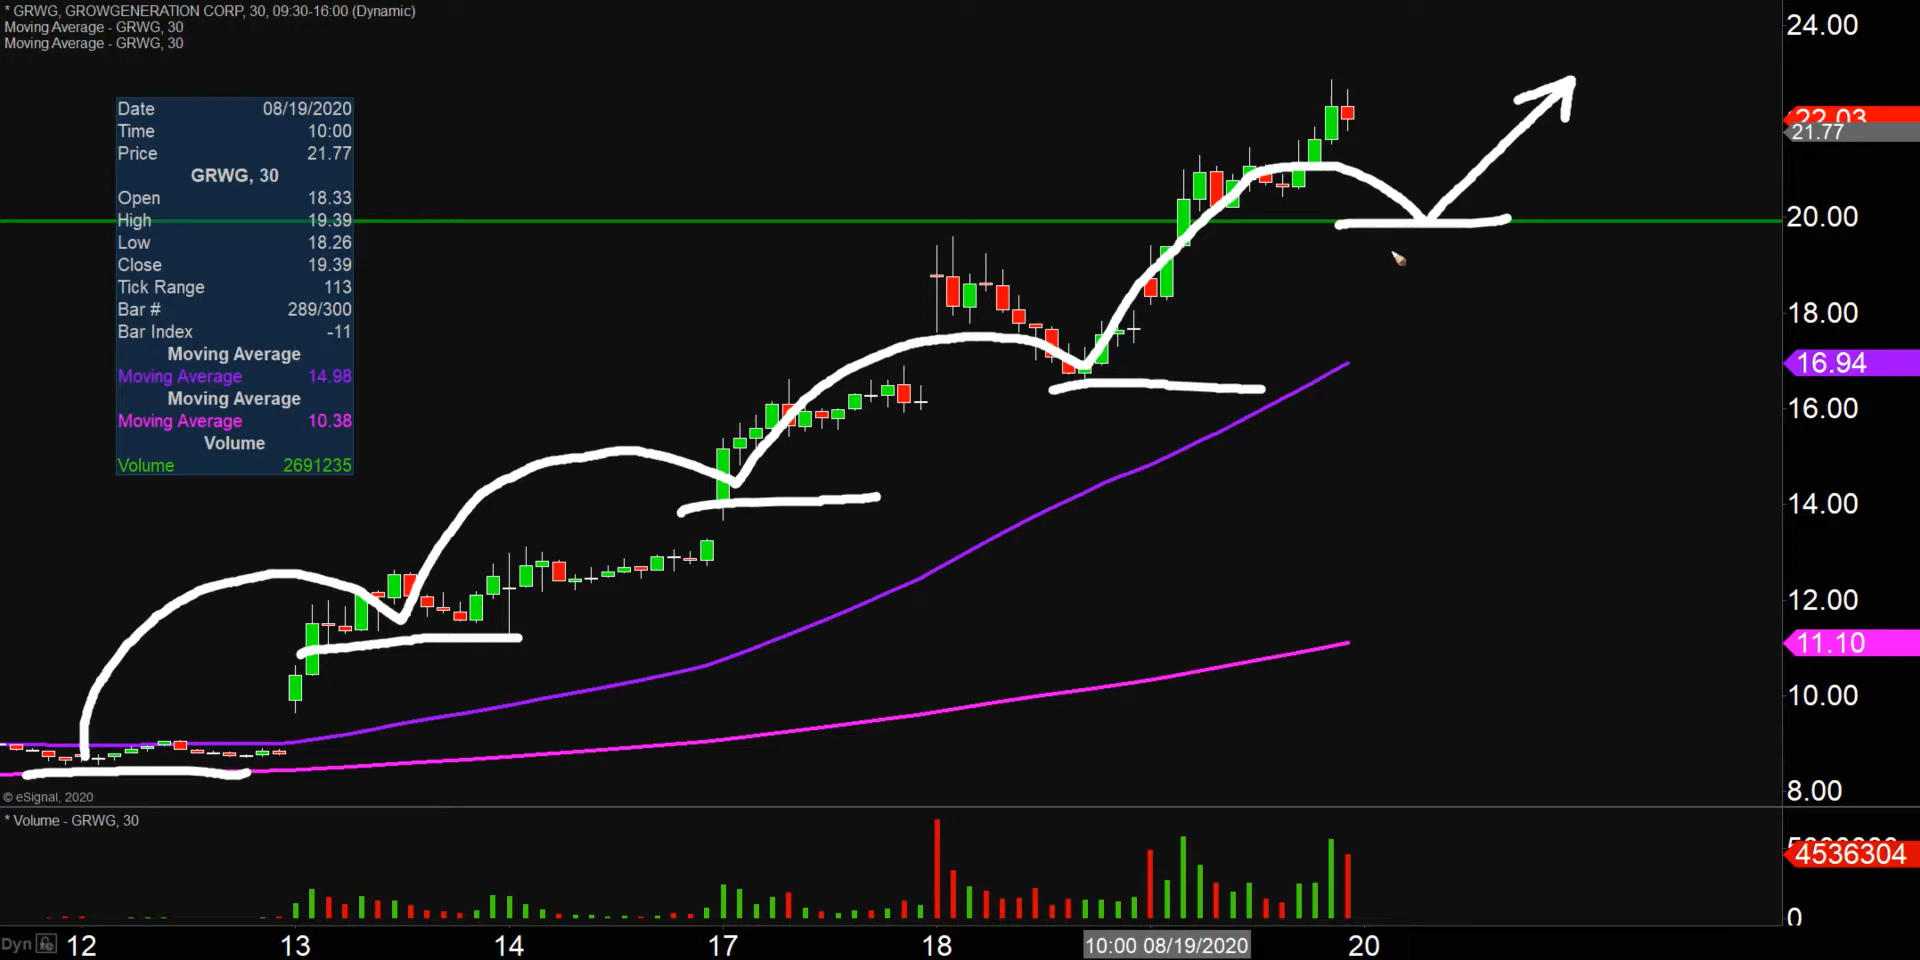 * GRWG, GROWGENERATION CORP, 30, 09:30-16:00 (Dynamic)
Moving Average - GRWG, 30
Moving Average - GRWG, 30
Date 08/19/2020
Time 10:00
Price 21.77
GRWG, 30
Open 18.33
High 19.39
Low 18.26
Close 19.39
Tick Range 113
Bar # 289/300
Bar Index -11
Moving Average
Moving Average 14.98
Moving Average
Moving Average 10.38
Volume
Volume 2691235
24.00
22.03
21.77
20.00
18.00
16.94
16.00
14.00
12.00
11.10
10.00
8.00
© eSignal, 2020
* Volume - GRWG, 30
4536304
0
Dyn 12 13 14 17 18 10:00 08/19/2020 20